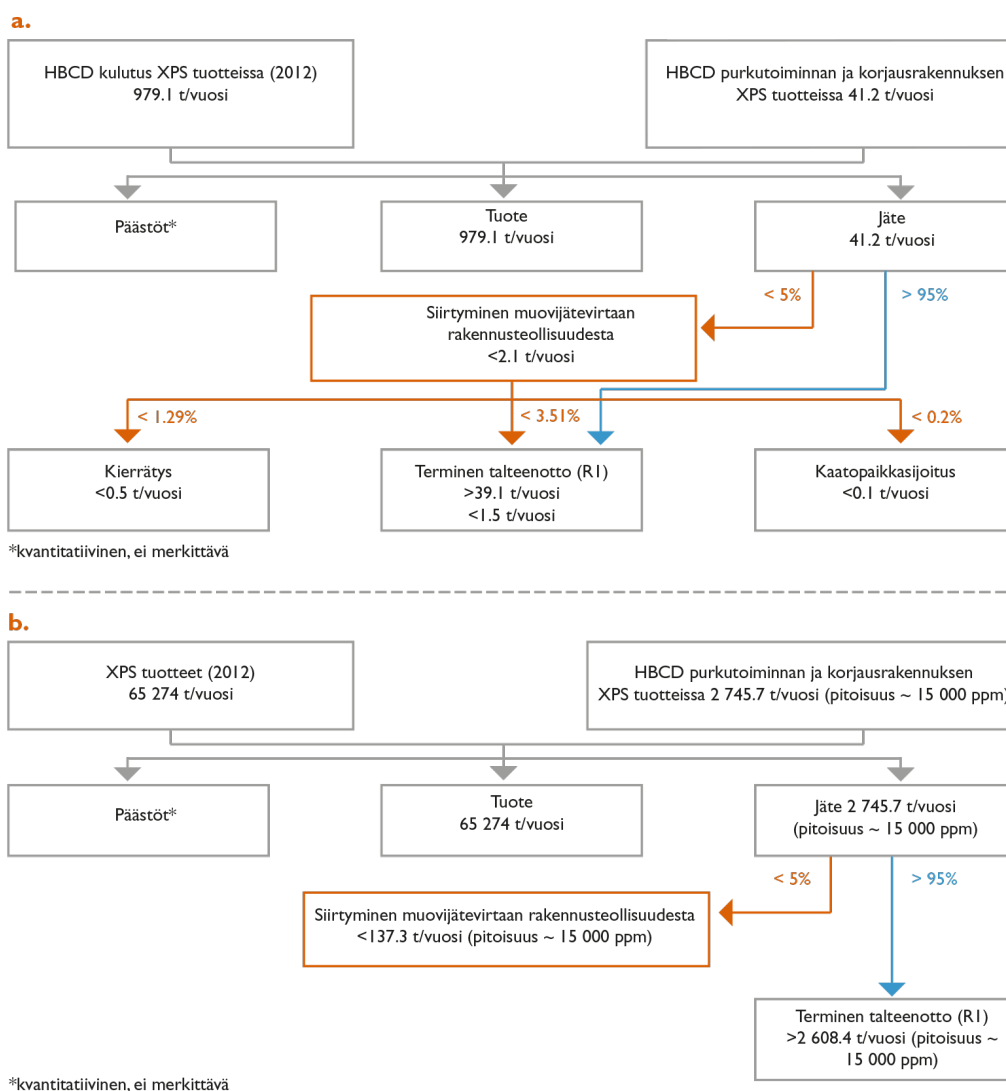 a.
HBCD kulutus XPS tuotteissa (2012)
979.1 t/vuosi
HBCD purkutoiminnan ja korjausrakennuksen
XPS tuotteissa 41.2 t/vuosi
Päästöt*
Tuote
979.1 t/vuosi
Jäte
41.2 t/vuosi
< 5%
> 95%
Siirtyminen muovijätevirtaan
rakennusteollisuudesta
<2.1 t/vuosi
< 1.29%
< 3.51%
< 0.2%
Kierrätys
<0.5 t/vuosi
Terminen talteenotto (R1)
>39.1 t/vuosi
<1.5 t/vuosi
Kaatopaikkasijoitus
<0.1 t/vuosi
*kvantitatiivinen, ei merkittävä
b.
XPS tuotteet (2012)
65 274 t/vuosi
HBCD purkutoiminnan ja korjausrakennuksen
XPS tuotteissa 2 745.7 t/vuosi (pitoisuus ~ 15 000 ppm)
Päästöt*
Tuote
65 274 t/vuosi
Jäte 2 745.7 t/vuosi
(pitoisuus ~ 15 000 ppm)
< 5%
> 95%
Siirtyminen muovijätevirtaan rakennusteollisuudesta
<137.3 t/vuosi (pitoisuus ~ 15 000 ppm)
Terminen talteenotto (R1)
>2 608.4 t/vuosi (pitoisuus ~
15 000 ppm)
*kvantitatiivinen, ei merkittävä